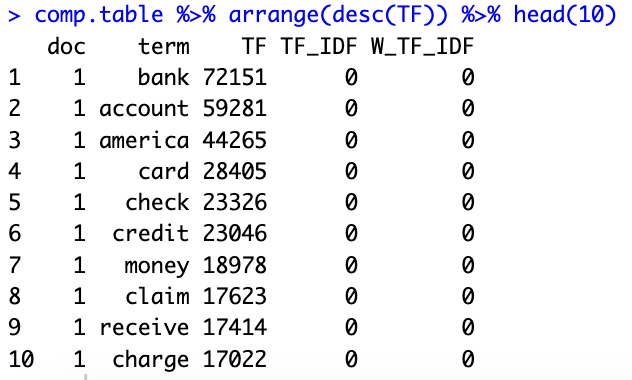 > comp.table %>% arrange(desc(TF)) %>% head(10)
   doc    term    TF TF_IDF W_TF_IDF
1    1    bank 72151      0        0
2    1 account 59281      0        0
3    1 america 44265      0        0
4    1    card 28405      0        0
5    1   check 23326      0        0
6    1  credit 23046      0        0
7    1   money 18978      0        0
8    1   claim 17623      0        0
9    1 receive 17414      0        0
10   1  charge 17022      0        0